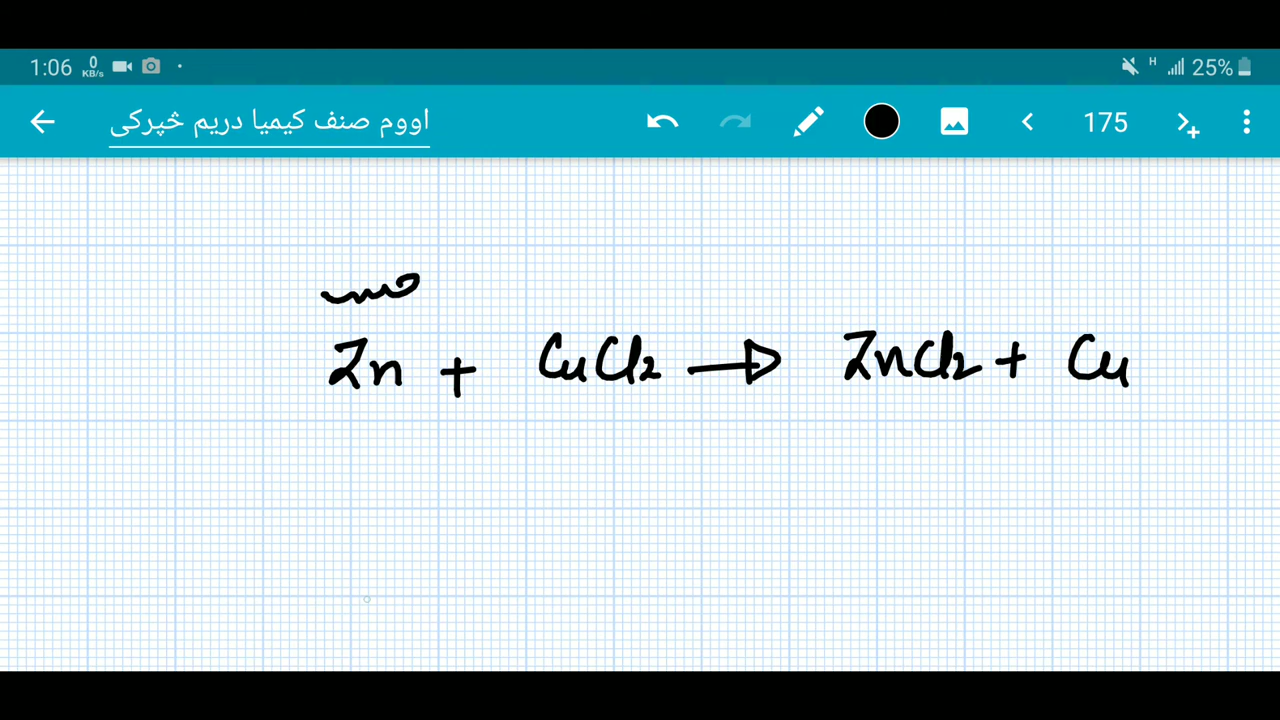 1:06 0 KB/s H 25%
اووم صنف کیمیا دریم څپرکی 175
Zn + CuCl2 → ZnCl2 + Cu